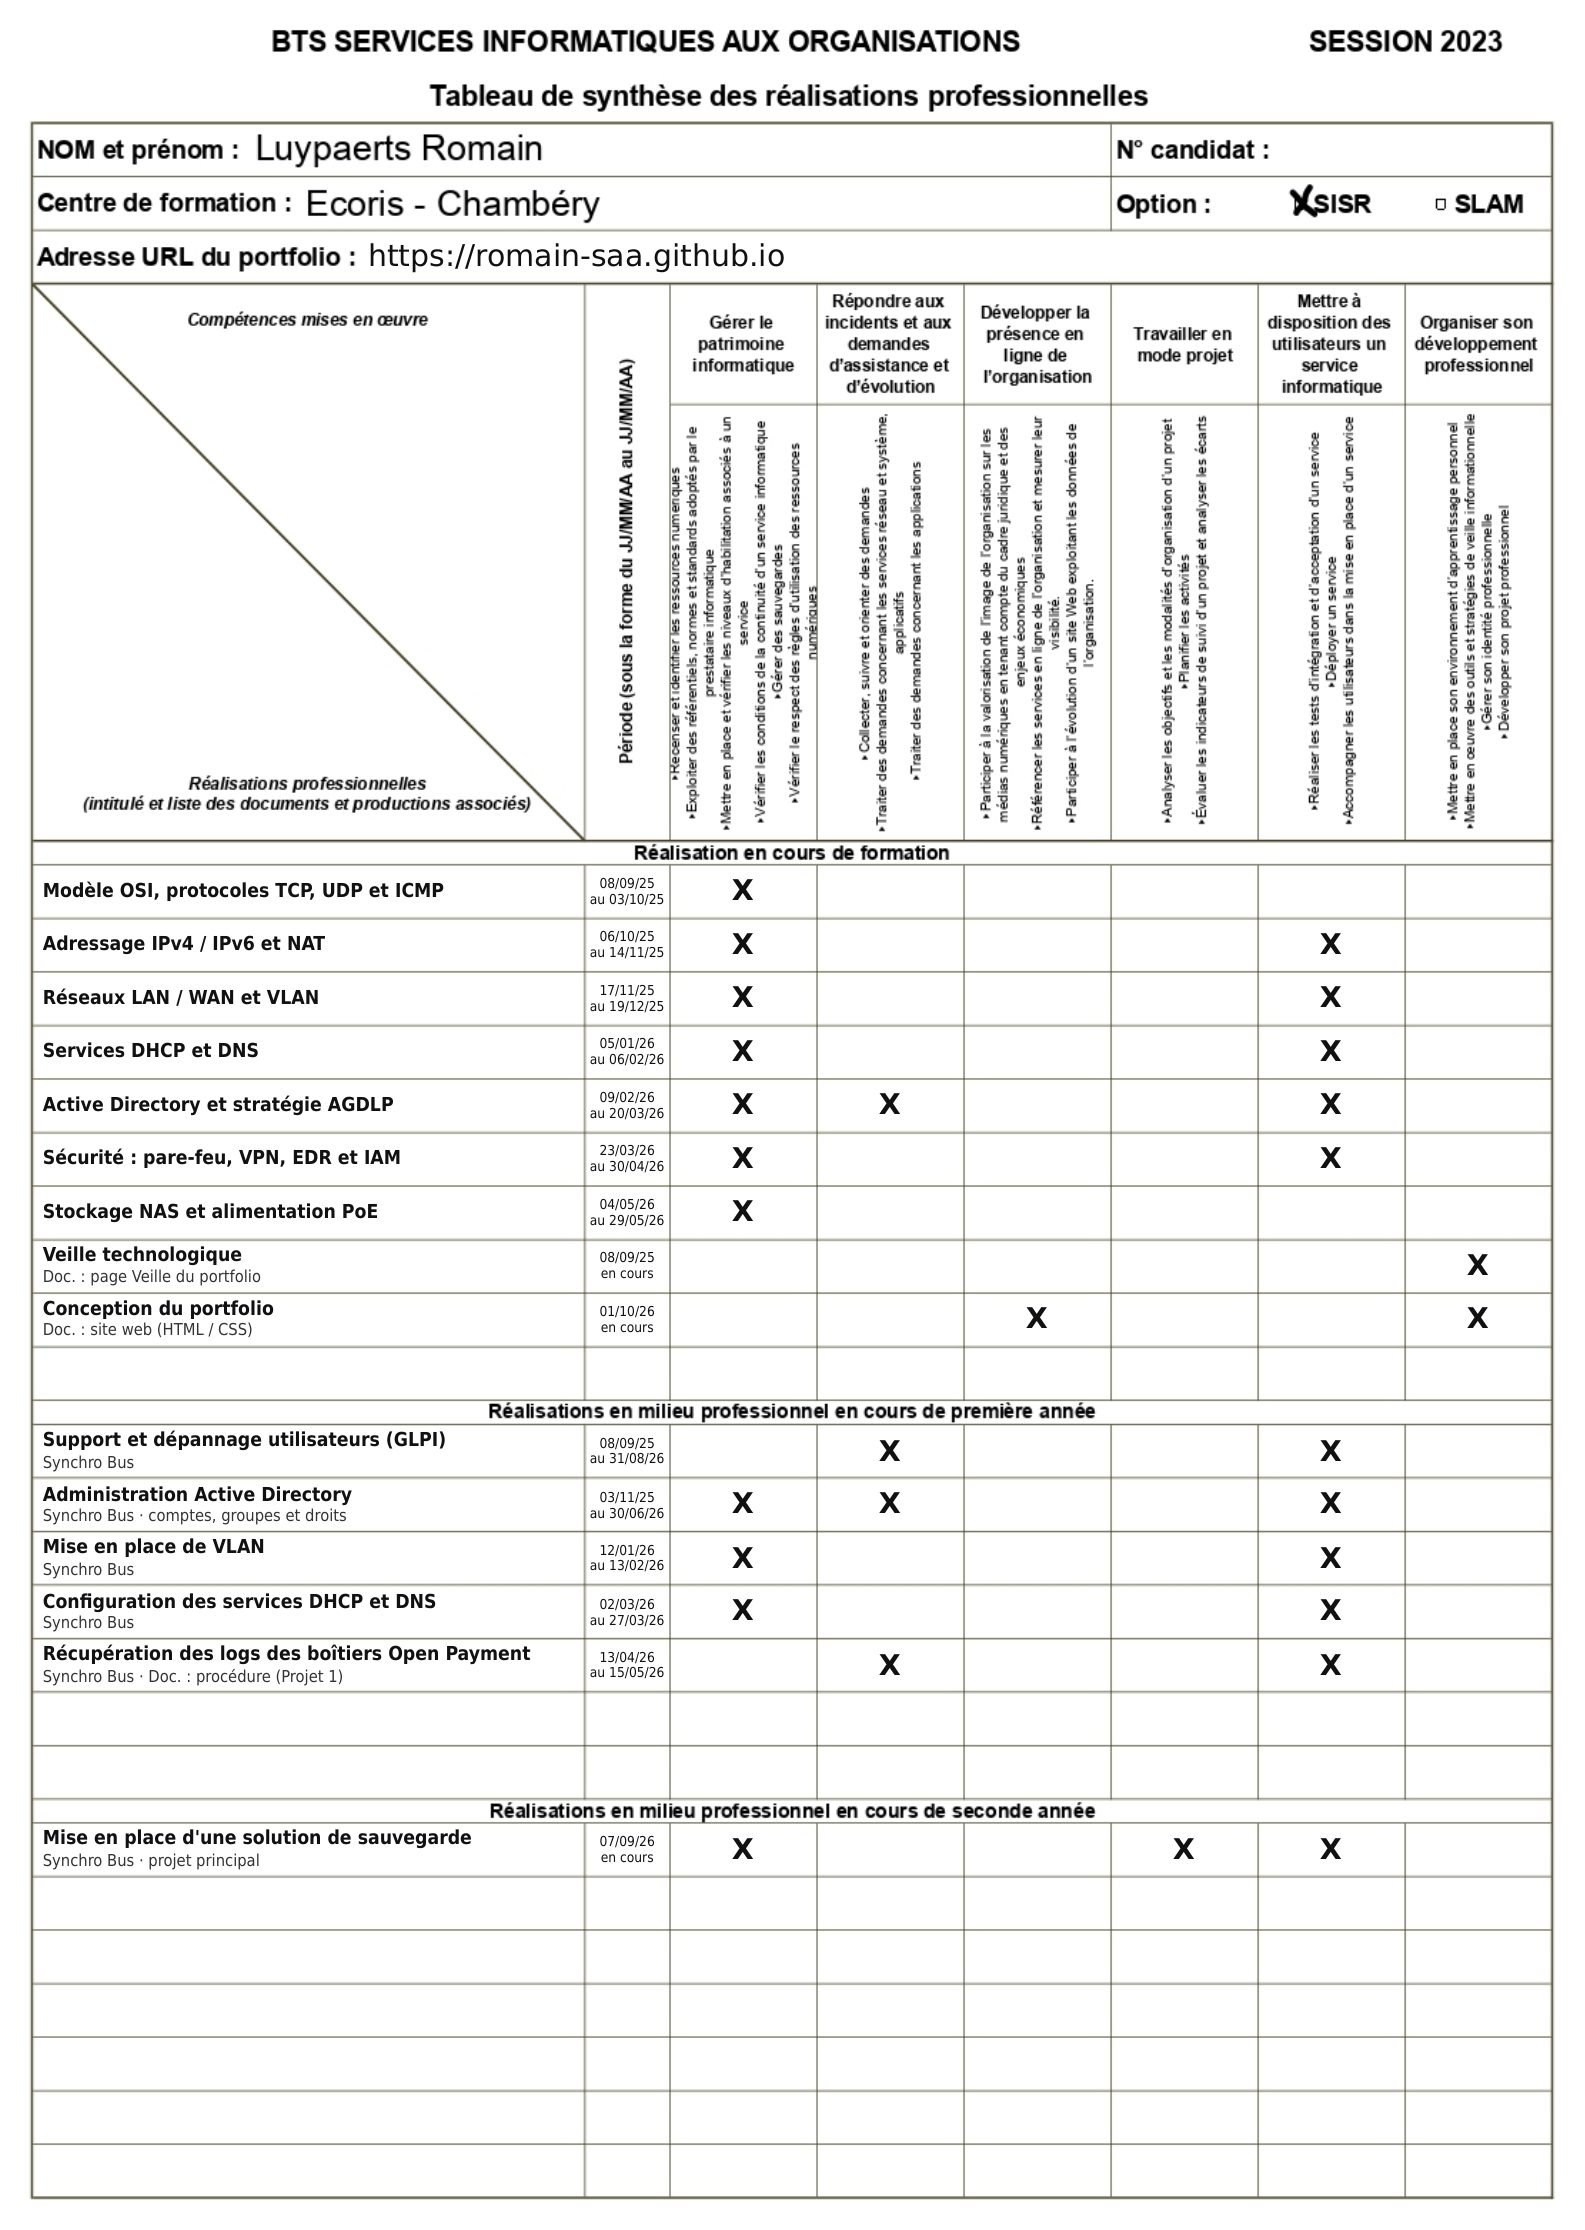 BTS SERVICES INFORMATIQUES AUX ORGANISATIONS SESSION 2023
Tableau de synthèse des réalisations professionnelles
NOM et prénom : Luypaerts Romain
N° candidat :
Centre de formation : Ecoris - Chambéry
Option : X SISR ▢ SLAM
Adresse URL du portfolio : https://romain-saa.github.io
Compétences mises en œuvre
Réalisations professionnelles
(intitulé et liste des documents et productions associés)
Période (sous la forme du JJ/MM/AA au JJ/MM/AA)
Gérer le
patrimoine
informatique
Répondre aux
incidents et aux
demandes
d'assistance et
d'évolution
Développer la
présence en
ligne de
l'organisation
Travailler en
mode projet
Mettre à
disposition des
utilisateurs un
service
informatique
Organiser son
développement
professionnel
▸Recenser et identifier les ressources numériques
▸Exploiter des référentiels, normes et standards adoptés par le
prestataire informatique
▸Mettre en place et vérifier les niveaux d'habilitation associés à un
service
▸Vérifier les conditions de la continuité d'un service informatique
▸Gérer des sauvegardes
▸Vérifier le respect des règles d'utilisation des ressources
numériques
▸Collecter, suivre et orienter des demandes
▸Traiter des demandes concernant les services réseau et système,
applicatifs
▸Traiter des demandes concernant les applications
▸Participer à la valorisation de l'image de l'organisation sur les
médias numériques en tenant compte du cadre juridique et des
enjeux économiques
▸Référencer les services en ligne de l'organisation et mesurer leur
visibilité.
▸Participer à l'évolution d'un site Web exploitant les données de
l'organisation.
▸Analyser les objectifs et les modalités d'organisation d'un projet
▸Planifier les activités
▸Évaluer les indicateurs de suivi d'un projet et analyser les écarts
▸Réaliser les tests d'intégration et d'acceptation d'un service
▸Déployer un service
▸Accompagner les utilisateurs dans la mise en place d'un service
▸Mettre en place son environnement d'apprentissage personnel
▸Mettre en œuvre des outils et stratégies de veille informationnelle
▸Gérer son identité professionnelle
▸Développer son projet professionnel
Réalisation en cours de formation
Modèle OSI, protocoles TCP, UDP et ICMP 08/09/25 X
au 03/10/25
Adressage IPv4 / IPv6 et NAT 06/10/25 X X
au 14/11/25
Réseaux LAN / WAN et VLAN 17/11/25 X X
au 19/12/25
Services DHCP et DNS 05/01/26 X X
au 06/02/26
Active Directory et stratégie AGDLP 09/02/26 X X X
au 20/03/26
Sécurité : pare-feu, VPN, EDR et IAM 23/03/26 X X
au 30/04/26
Stockage NAS et alimentation PoE 04/05/26 X
au 29/05/26
Veille technologique 08/09/25 X
Doc. : page Veille du portfolio en cours
Conception du portfolio 01/10/26 X X
Doc. : site web (HTML / CSS) en cours
Réalisations en milieu professionnel en cours de première année
Support et dépannage utilisateurs (GLPI) 08/09/25 X X
Synchro Bus au 31/08/26
Administration Active Directory 03/11/25 X X X
Synchro Bus · comptes, groupes et droits au 30/06/26
Mise en place de VLAN 12/01/26 X X
Synchro Bus au 13/02/26
Configuration des services DHCP et DNS 02/03/26 X X
Synchro Bus au 27/03/26
Récupération des logs des boîtiers Open Payment 13/04/26 X X
Synchro Bus · Doc. : procédure (Projet 1) au 15/05/26
Réalisations en milieu professionnel en cours de seconde année
Mise en place d'une solution de sauvegarde 07/09/26 X X X
Synchro Bus · projet principal en cours